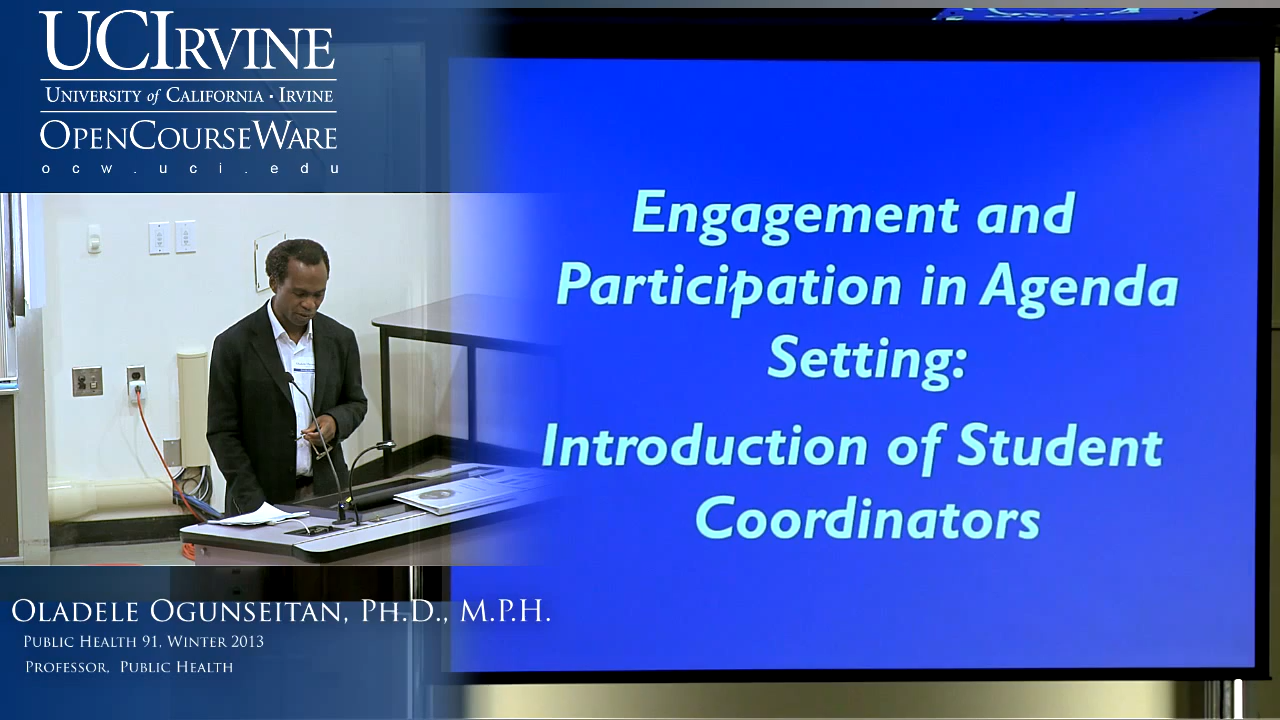 UCIRVINE
UNIVERSITY of CALIFORNIA · IRVINE
OPENCOURSEWARE
ocw.uci.edu
Engagement and
Participation in Agenda
Setting:
Introduction of Student
Coordinators
OLADELE OGUNSEITAN, PH.D., M.P.H.
PUBLIC HEALTH 91, WINTER 2013
PROFESSOR, PUBLIC HEALTH